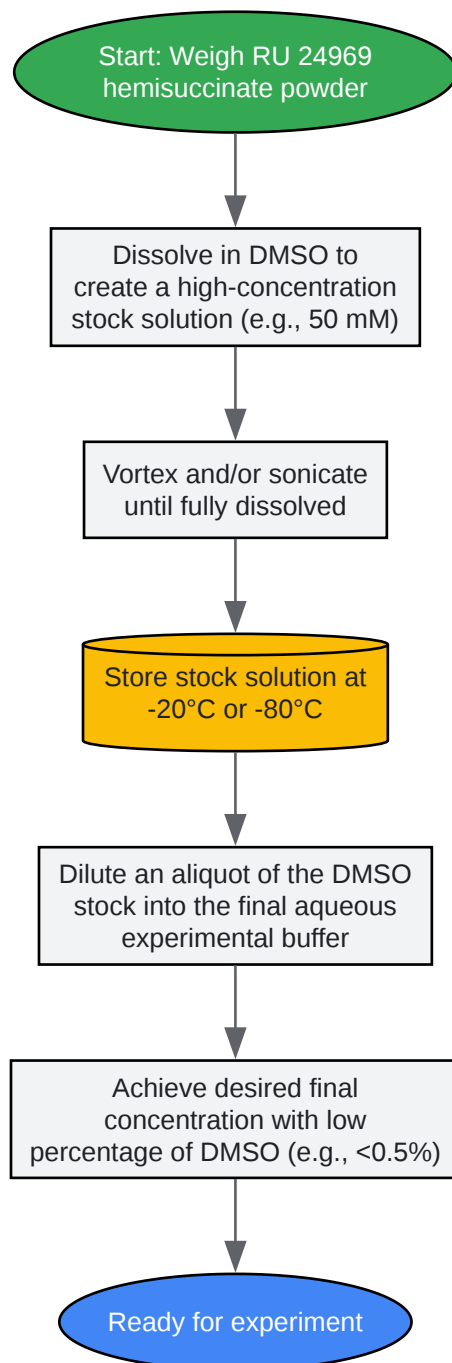 Start: Weigh RU 24969
hemisuccinate powder
Dissolve in DMSO to
create a high-concentration
stock solution (e.g., 50 mM)
Vortex and/or sonicate
until fully dissolved
Store stock solution at
-20°C or -80°C
Dilute an aliquot of the DMSO
stock into the final aqueous
experimental buffer
Achieve desired final
concentration with low
percentage of DMSO (e.g., <0.5%)
Ready for experiment